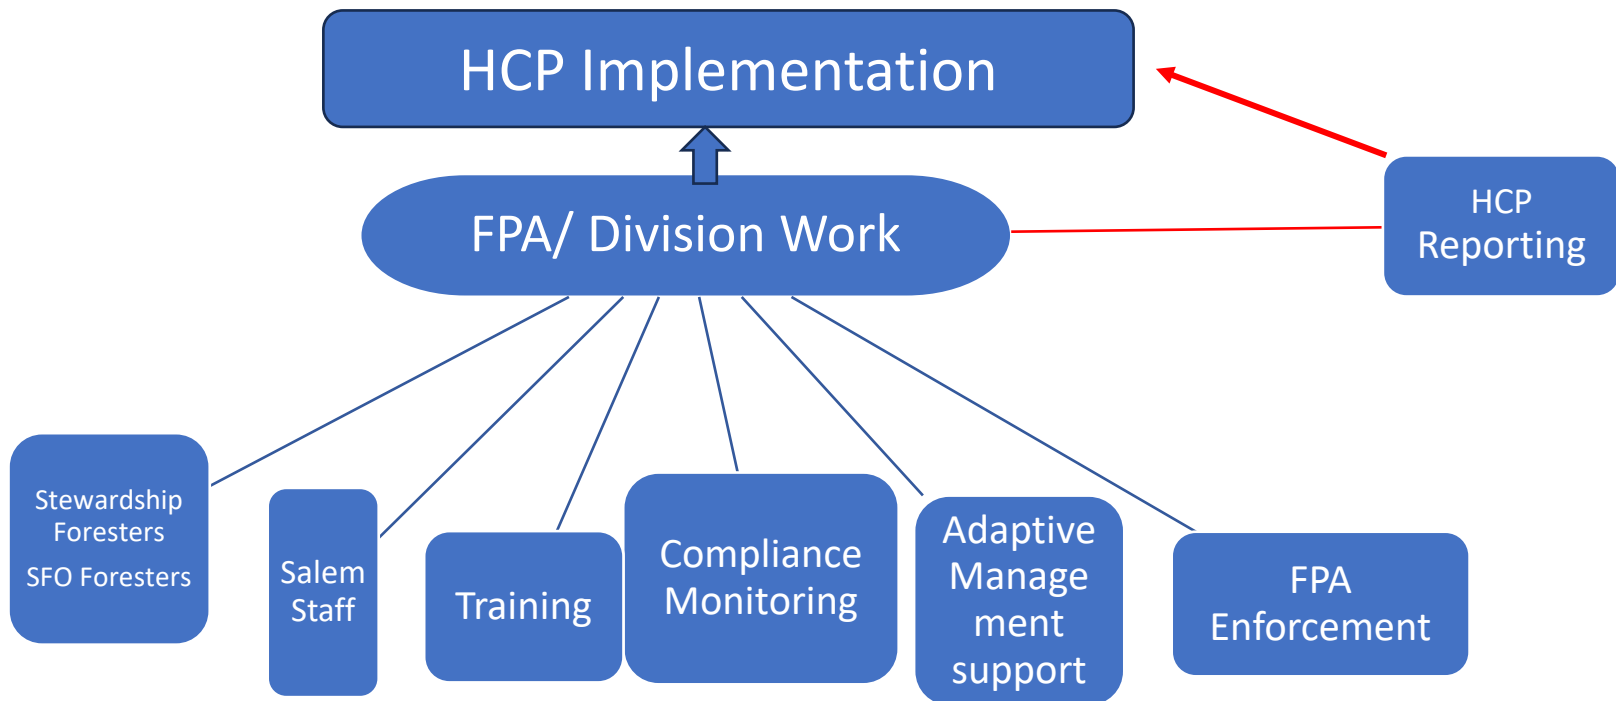 HCP Implementation
FPA/ Division Work
HCP
Reporting
Stewardship
Foresters
SFO Foresters
Salem
Staff
Training
Compliance
Monitoring
Adaptive
Manage
ment
support
FPA
Enforcement